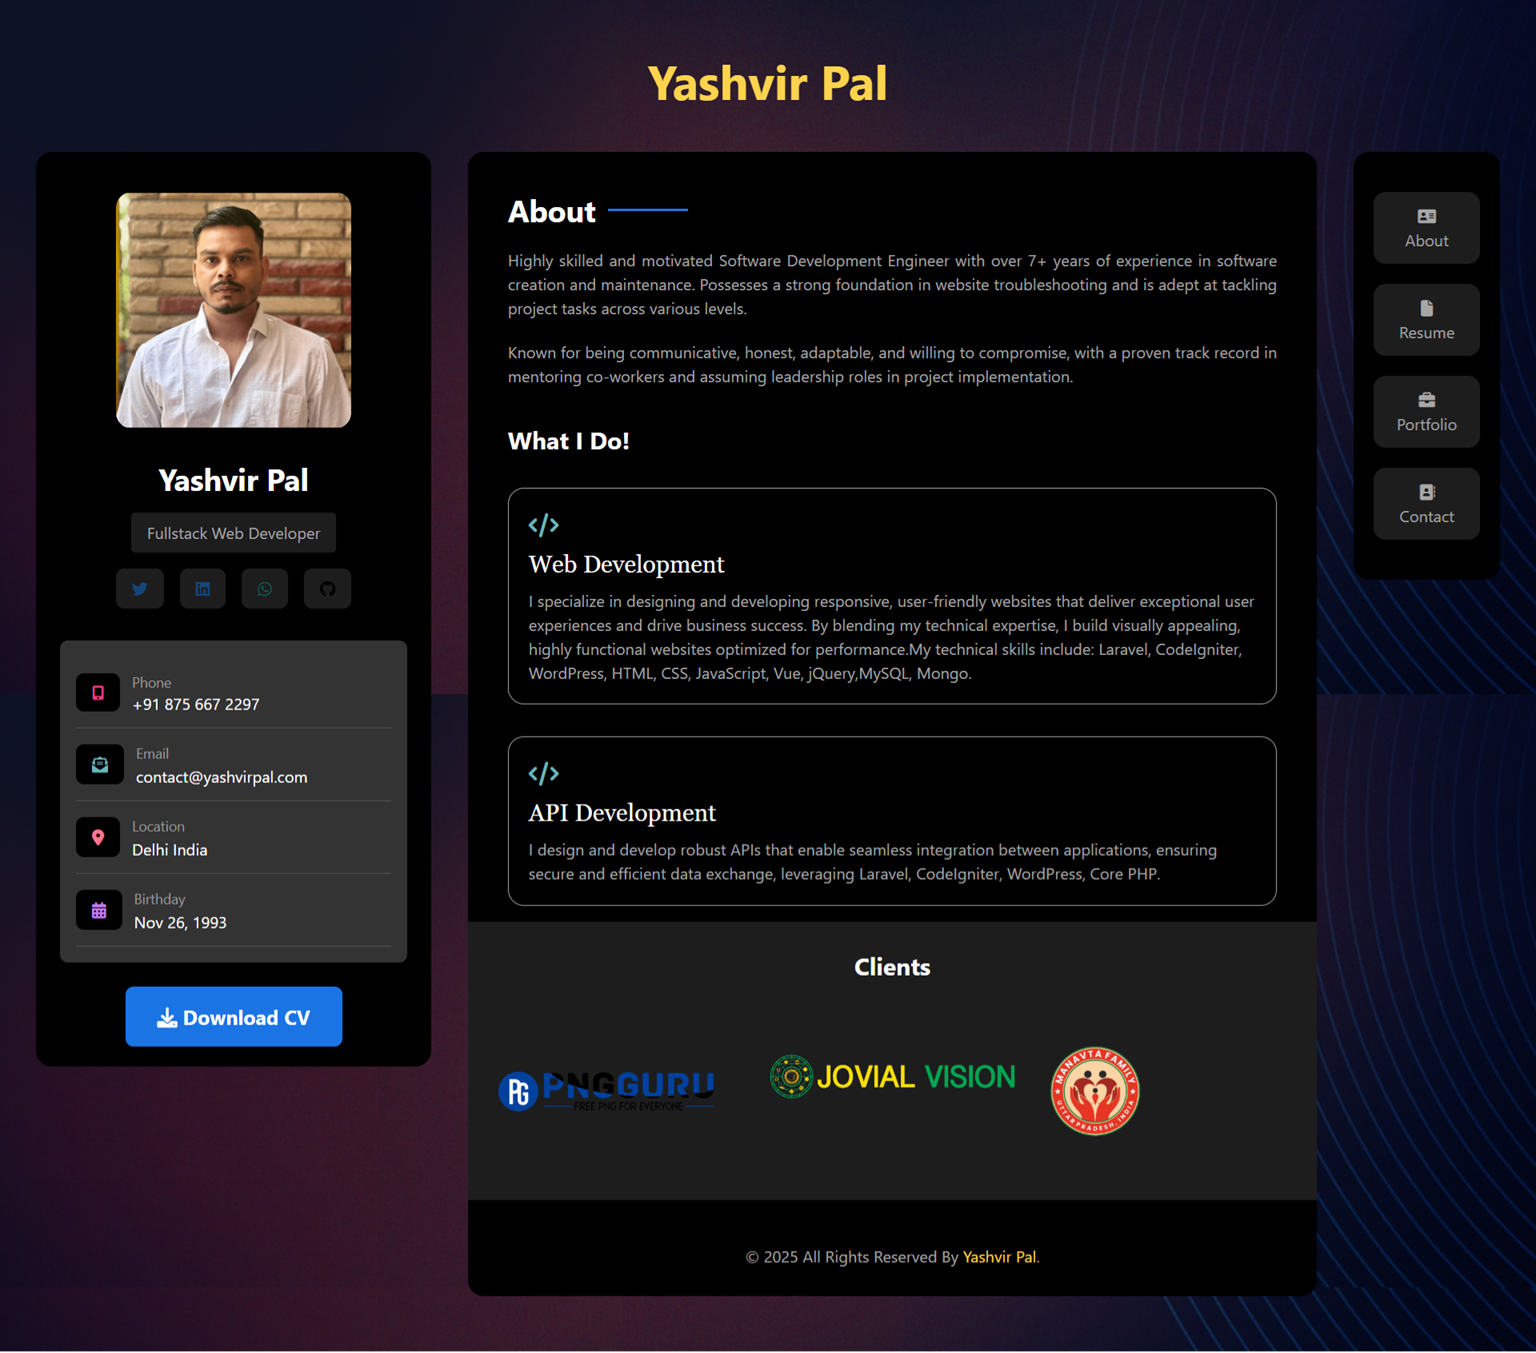 Yashvir Pal
Yashvir Pal
Fullstack Web Developer
Phone
+91 875 667 2297
Email
contact@yashvirpal.com
Location
Delhi India
Birthday
Nov 26, 1993
Download CV
About
Highly skilled and motivated Software Development Engineer with over 7+ years of experience in software
creation and maintenance. Possesses a strong foundation in website troubleshooting and is adept at tackling
project tasks across various levels.
Known for being communicative, honest, adaptable, and willing to compromise, with a proven track record in
mentoring co-workers and assuming leadership roles in project implementation.
What I Do!
Web Development
I specialize in designing and developing responsive, user-friendly websites that deliver exceptional user
experiences and drive business success. By blending my technical expertise, I build visually appealing,
highly functional websites optimized for performance.My technical skills include: Laravel, CodeIgniter,
WordPress, HTML, CSS, JavaScript, Vue, jQuery,MySQL, Mongo.
API Development
I design and develop robust APIs that enable seamless integration between applications, ensuring
secure and efficient data exchange, leveraging Laravel, CodeIgniter, WordPress, Core PHP.
Clients
PG PNGGURU
FREE PNG FOR EVERYONE
JOVIAL VISION
MANAVTA FAMILY
UTTAR PRADESH, INDIA
© 2025 All Rights Reserved By Yashvir Pal.
About
Resume
Portfolio
Contact